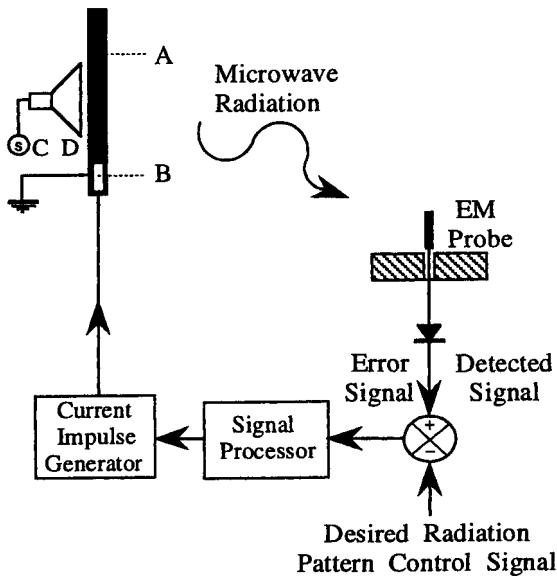 A
Microwave
Radiation
S
C D
B
EM
Probe
Error
Signal
Detected
Signal
Current
Impulse
Generator
Signal
Processor
+
−
Desired Radiation
Pattern Control Signal